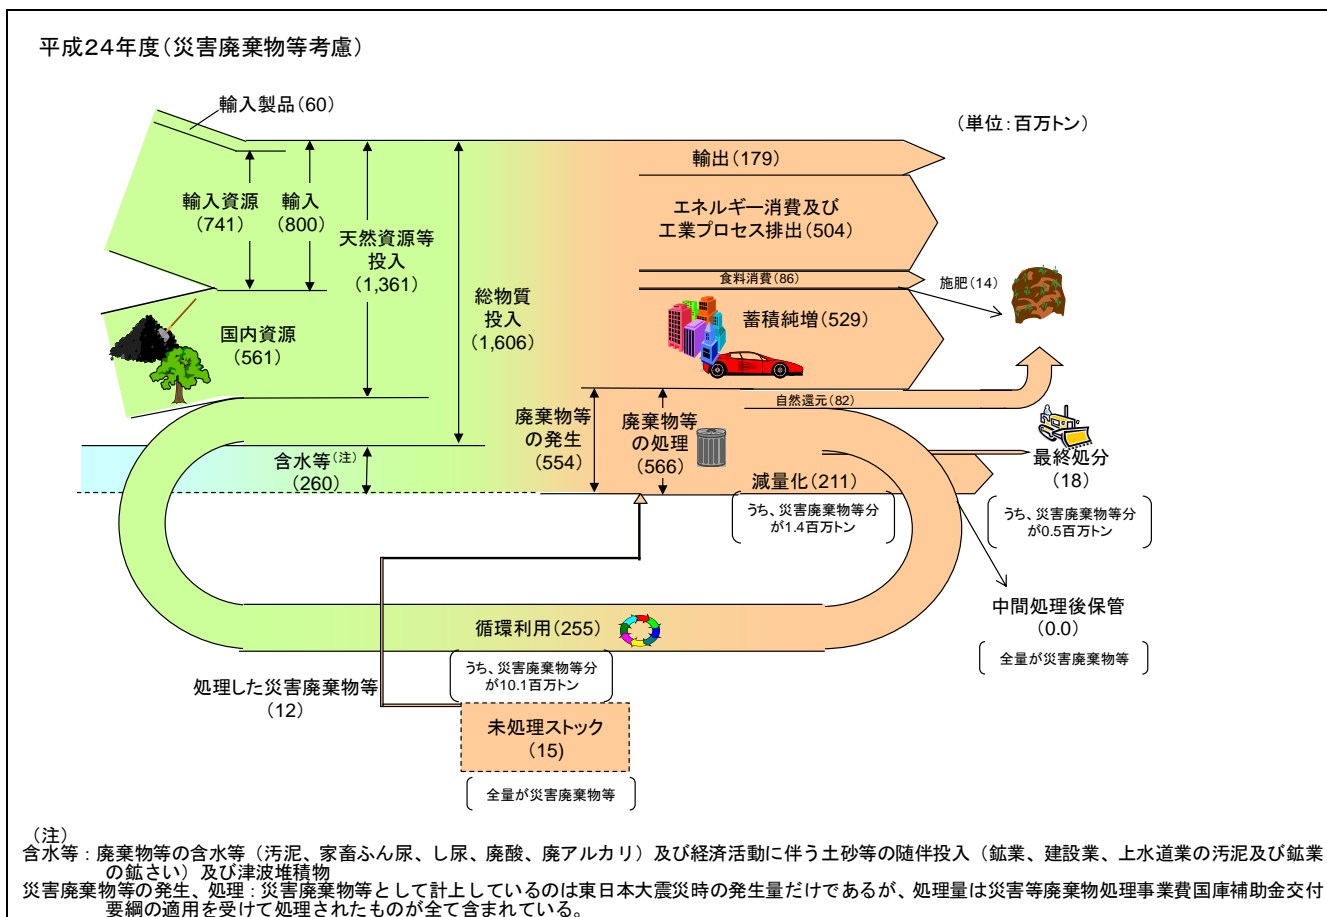 平成24年度（災害廃棄物等考慮）
輸入製品（60）
（単位：百万トン）
輸入資源
（741）
輸入
（800）
天然資源等
投入
（1,361）
総物質
投入
（1,606）
国内資源
（561）
輸出（179）
エネルギー消費及び
工業プロセス排出（504）
食料消費（86）
施肥（14）
蓄積純増（529）
自然還元（82）
廃棄物等
の発生
（554）
廃棄物等
の処理
（566）
含水等（注）
（260）
減量化（211）
うち、災害廃棄物等分
が1.4百万トン
最終処分
（18）
うち、災害廃棄物等分
が0.5百万トン
中間処理後保管
（0.0）
全量が災害廃棄物等
循環利用（255）
うち、災害廃棄物等分
が10.1百万トン
処理した災害廃棄物等
（12）
未処理ストック
（15）
全量が災害廃棄物等
（注）
含水等：廃棄物等の含水等（汚泥、家畜ふん尿、し尿、廃酸、廃アルカリ）及び経済活動に伴う土砂等の随伴投入（鉱業、建設業、上水道業の汚泥及び鉱業
の鉱さい）及び津波堆積物
災害廃棄物等の発生、処理：災害廃棄物等として計上しているのは東日本大震災時の発生量だけであるが、処理量は災害等廃棄物処理事業費国庫補助金交付
要綱の適用を受けて処理されたものが全て含まれている。